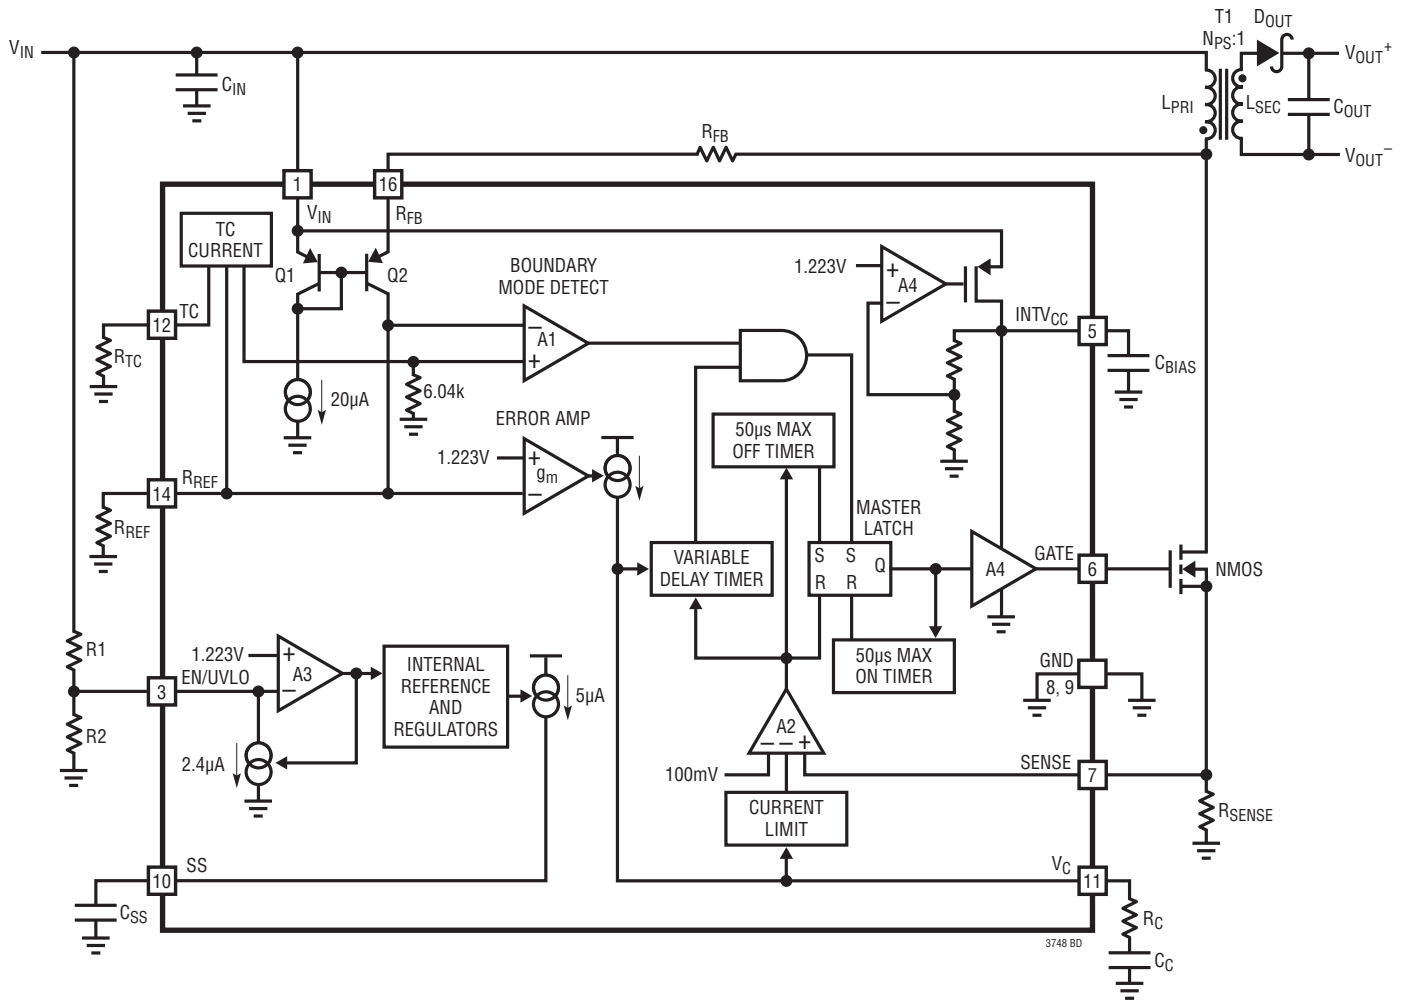 T1
NPS:1
DOUT
VIN
VOUT+
CIN
LPRI
LSEC
COUT
RFB
VOUT–
1
16
VIN
RFB
TC
CURRENT
Q1
Q2
BOUNDARY
MODE DETECT
1.223V
+
A4
–
TC
12
–
A1
+
INTVCC
5
RTC
CBIAS
20µA
6.04k
ERROR AMP
50µs MAX
OFF TIMER
1.223V
+
gm
–
RREF
14
RREF
MASTER
LATCH
VARIABLE
DELAY TIMER
S S
Q
R R
A4
GATE
6
NMOS
R1
1.223V
+
A3
–
EN/UVLO
3
INTERNAL
REFERENCE
AND
REGULATORS
5µA
50µs MAX
ON TIMER
GND
8, 9
R2
2.4µA
A2
– – +
100mV
SENSE
7
CURRENT
LIMIT
RSENSE
SS
10
VC
11
CSS
RC
3748 BD
CC